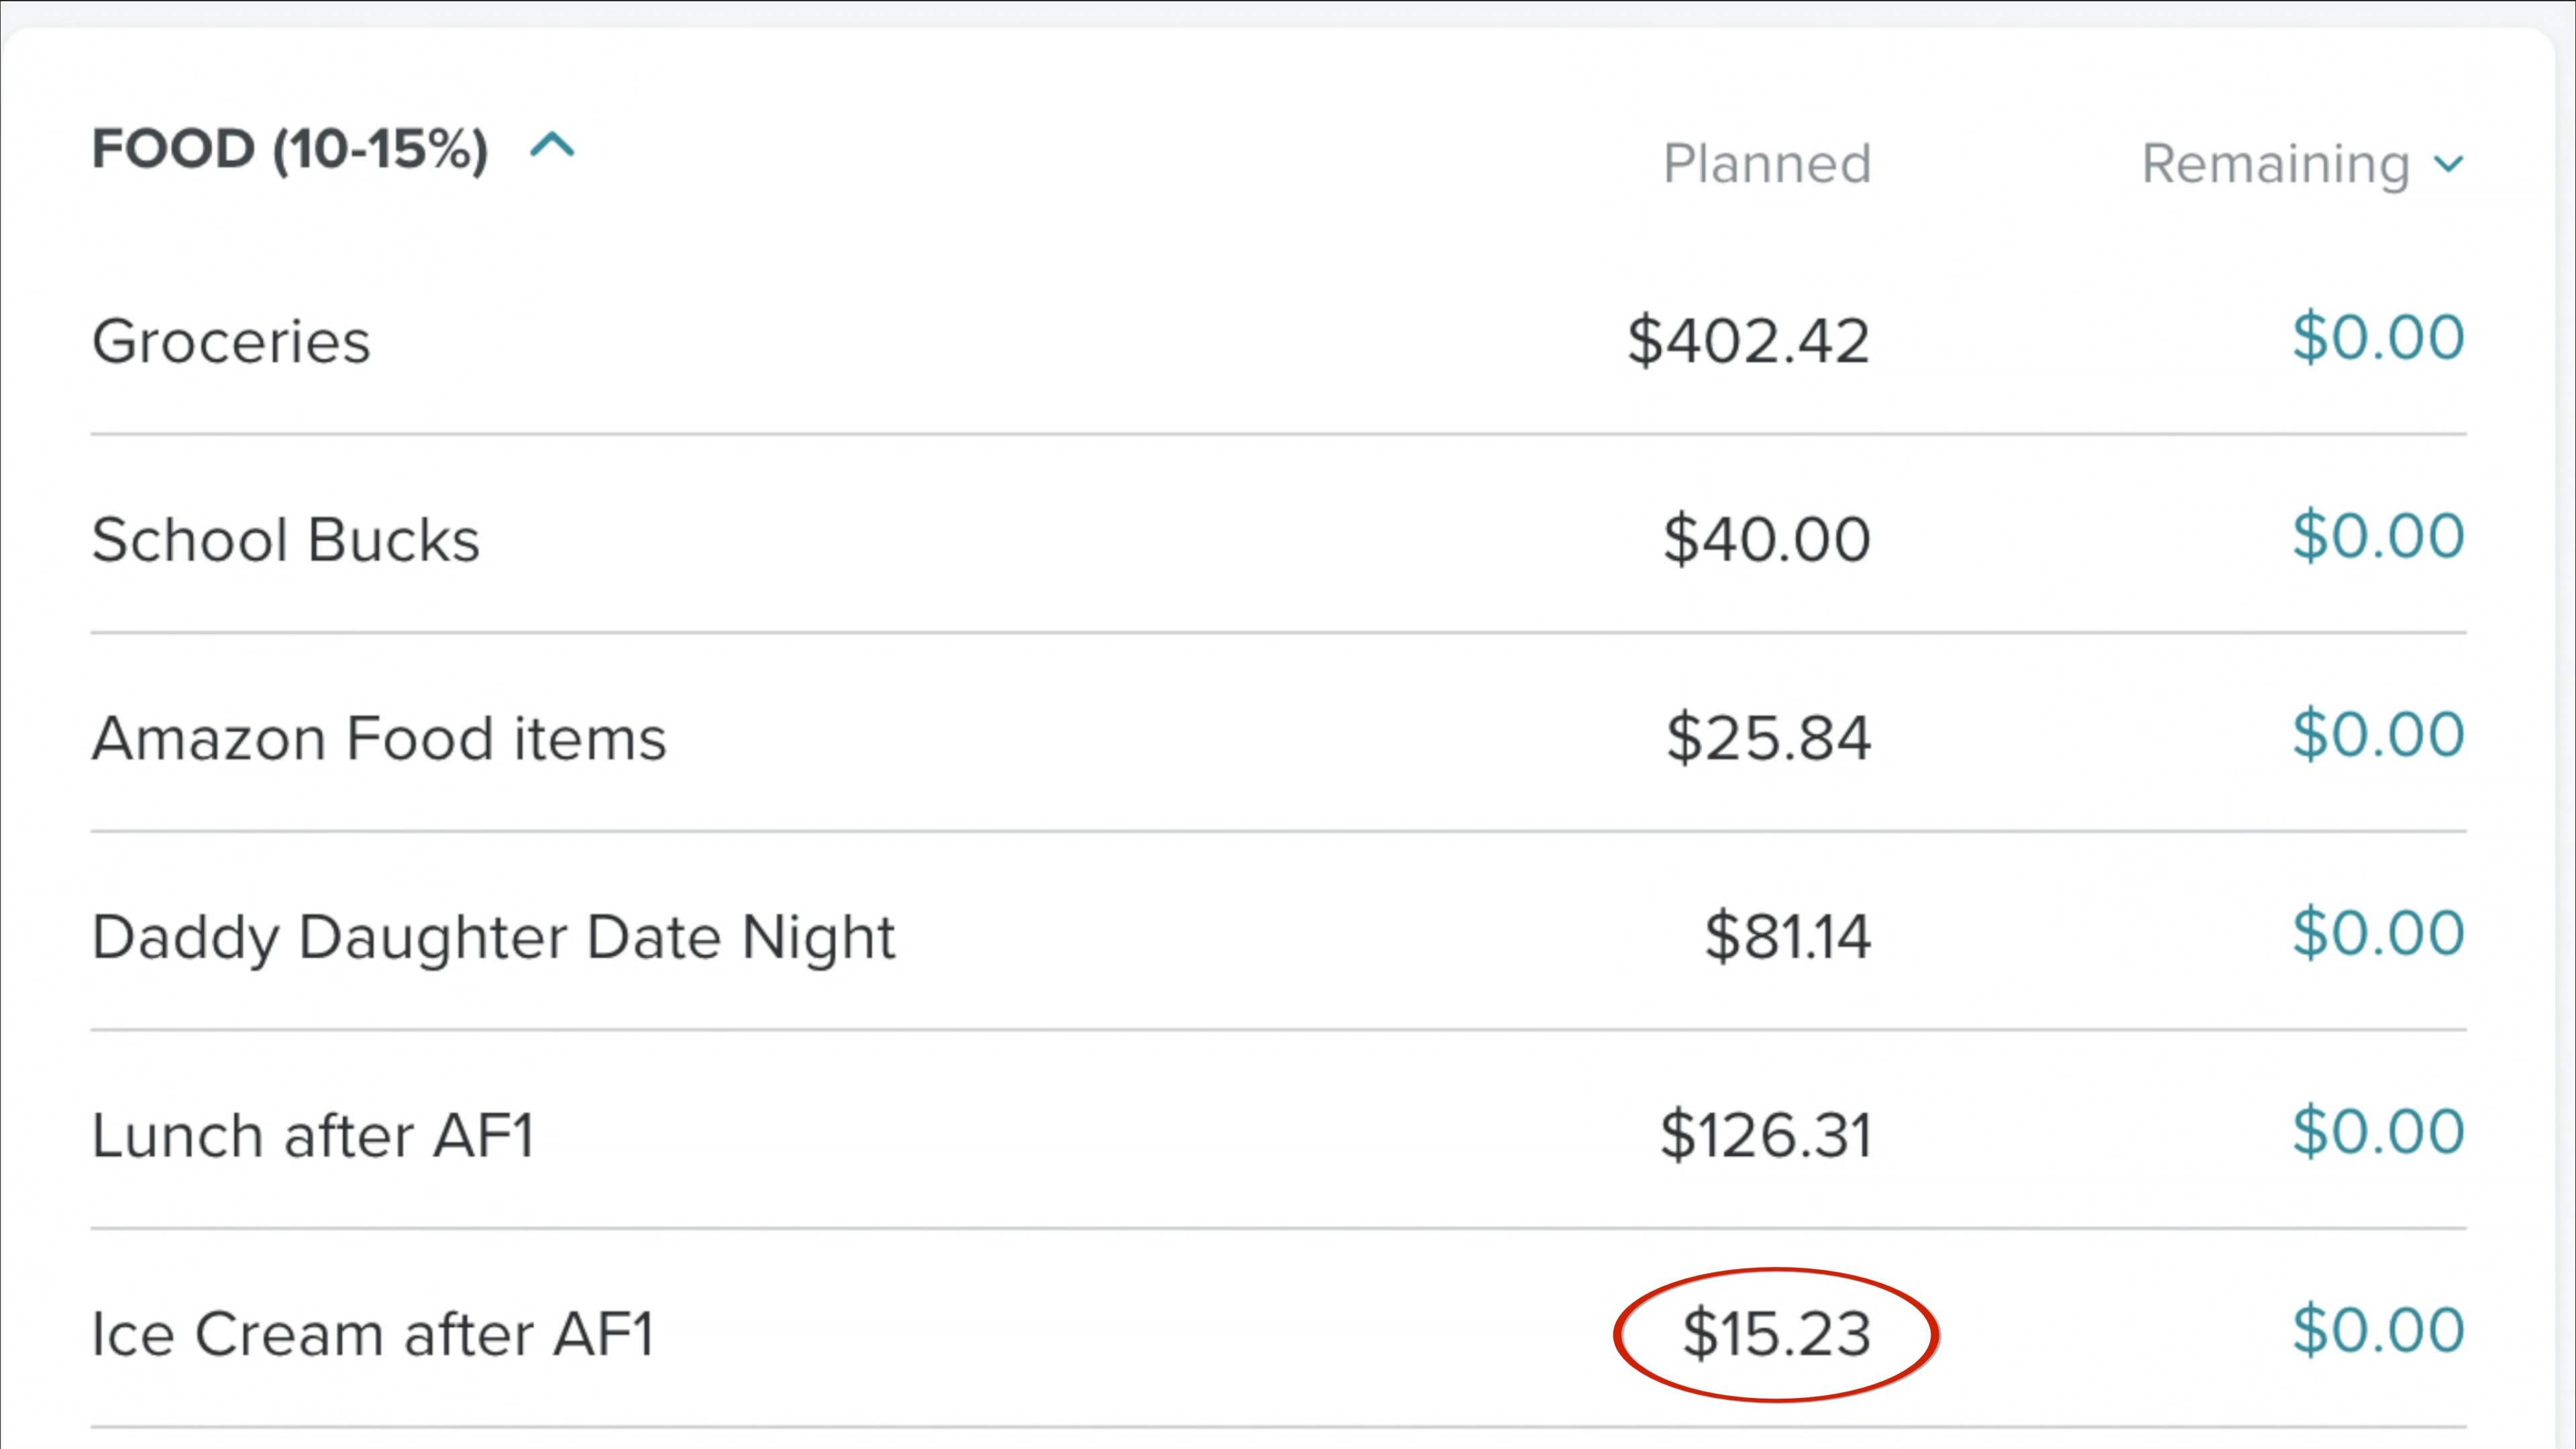 FOOD (10-15%) Planned Remaining
Groceries $402.42 $0.00
School Bucks $40.00 $0.00
Amazon Food items $25.84 $0.00
Daddy Daughter Date Night $81.14 $0.00
Lunch after AF1 $126.31 $0.00
Ice Cream after AF1 $15.23 $0.00